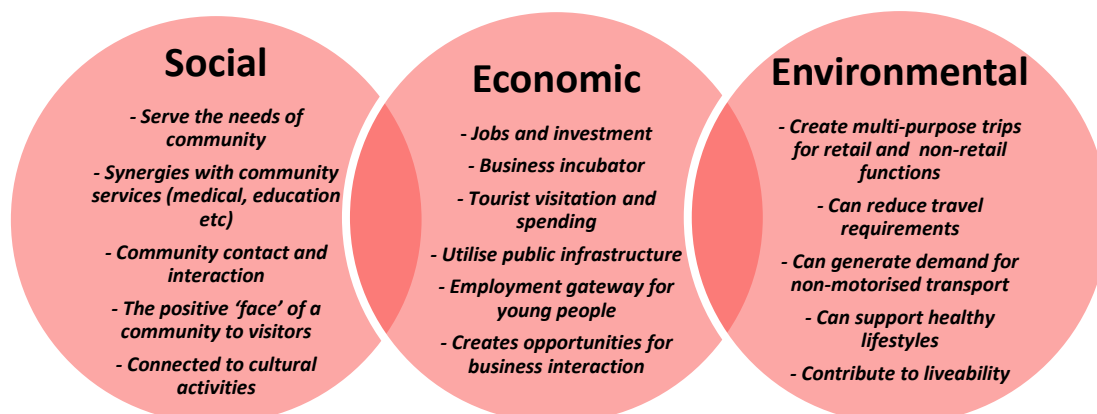 Social
- Serve the needs of
community
- Synergies with community
services (medical, education
etc)
- Community contact and
interaction
- The positive ‘face’ of a
community to visitors
- Connected to cultural
activities
Economic
- Jobs and investment
- Business incubator
- Tourist visitation and
spending
- Utilise public infrastructure
- Employment gateway for
young people
- Creates opportunities for
business interaction
Environmental
- Create multi-purpose trips
for retail and  non-retail
functions
- Can reduce travel
requirements
- Can generate demand for
non-motorised transport
- Can support healthy
lifestyles
- Contribute to liveability